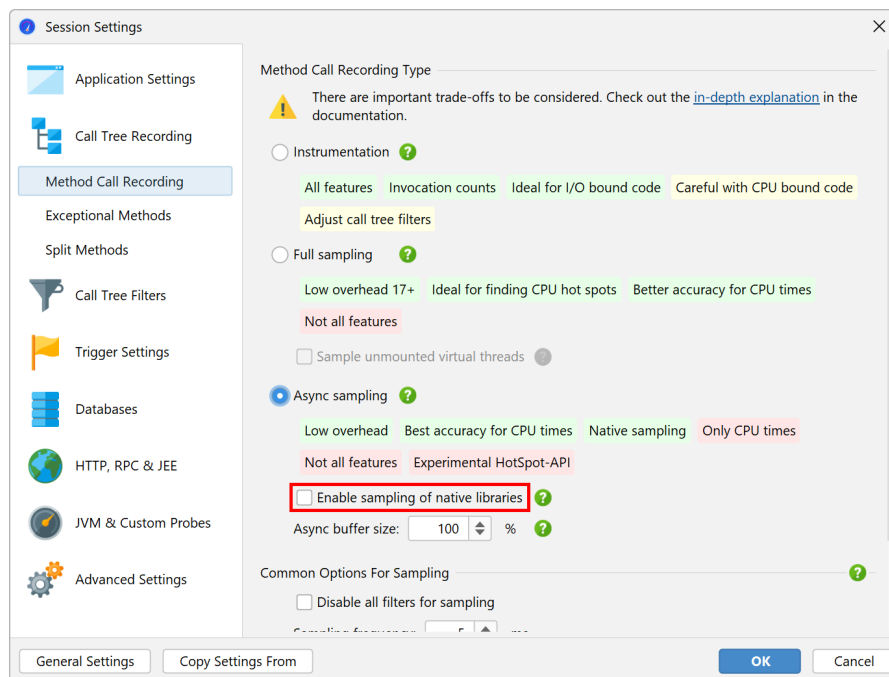 Session Settings
Application Settings
Call Tree Recording
Method Call Recording
Exceptional Methods
Split Methods
Call Tree Filters
Trigger Settings
Databases
HTTP, RPC & JEE
JVM & Custom Probes
Advanced Settings
Method Call Recording Type
There are important trade-offs to be considered. Check out the in-depth explanation in the
documentation.
Instrumentation
All features Invocation counts Ideal for I/O bound code Careful with CPU bound code
Adjust call tree filters
Full sampling
Low overhead 17+ Ideal for finding CPU hot spots Better accuracy for CPU times
Not all features
Sample unmounted virtual threads
Async sampling
Low overhead Best accuracy for CPU times Native sampling Only CPU times
Not all features Experimental HotSpot-API
Enable sampling of native libraries
Async buffer size: 100 %
Common Options For Sampling
Disable all filters for sampling
Sampling frequency: 5 ms
General Settings Copy Settings From OK Cancel